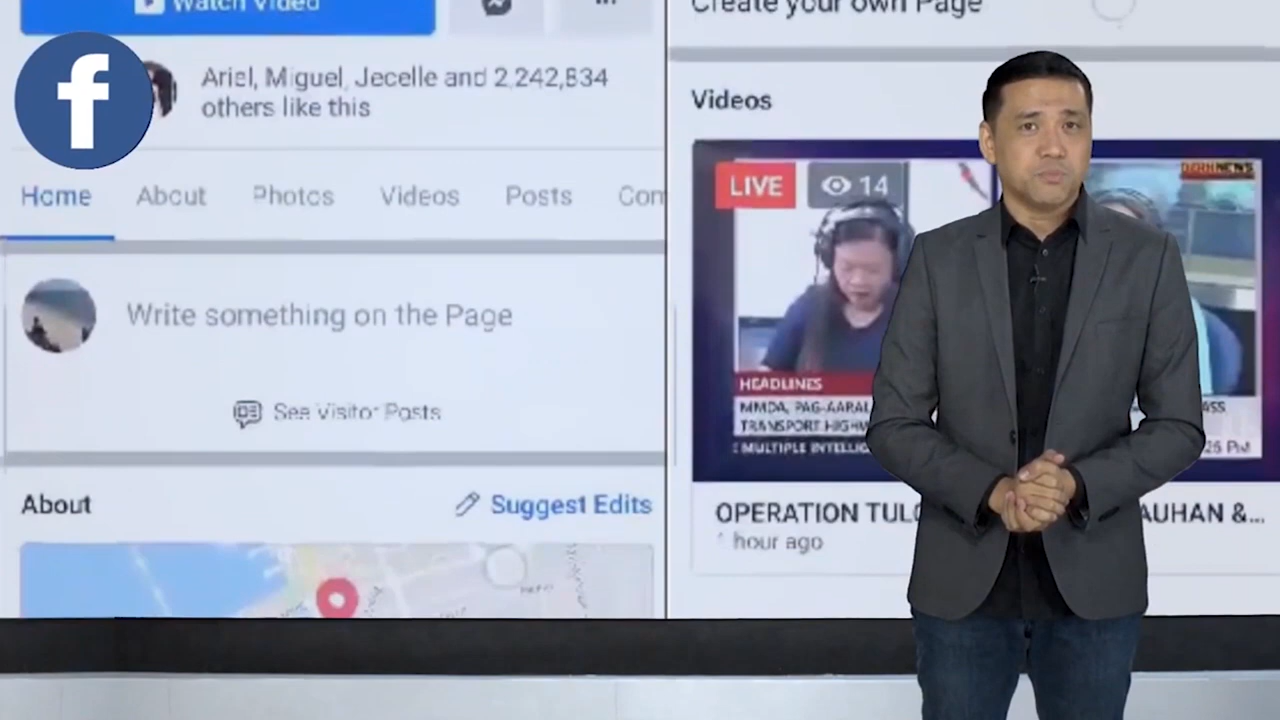 Watch Video
Ariel, Miguel, Jecelle and 2,242,834
others like this
Home About Photos Videos Posts Con
Write something on the Page
See Visitor Posts
About Suggest Edits
Create your own Page
Videos
LIVE 14
HEADLINES
MMDA, PAG-AARAL
TRANSPORT HIGHW
MULTIPLE INTELLIG
OPERATION TUL AUHAN &...
1 hour ago